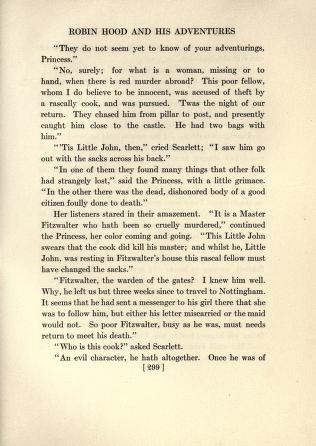 ROBIN HOOD AND HIS ADVENTURES
"They do not seem yet to know of your adventurings,
Princess."
"No, surely; for what is a woman, missing or to
hand, when there is red murder abroad? This poor fellow,
whom I do believe to be innocent, was accused of theft by
a rascally cook, and was pursued. 'Twas the night of our
return. They chased him from pillar to post, and presently
caught him close to the castle. He had two bags with
him."
"'Tis Little John, then," cried Scarlett; "I saw him go
out with the sacks across his back."
"In one of them they found many things that other folk
had strangely lost," said the Princess, with a little grimace.
"In the other there was the dead, dishonored body of a good
citizen foully done to death."
Her listeners stared in their amazement. "It is a Master
Fitzwalter who hath been so cruelly murdered," continued
the Princess, her color coming and going. "This Little John
swears that the cook did kill his master; and whilst he, Little
John, was resting in Fitzwalter's house this rascal fellow must
have changed the sacks."
"Fitzwalter, the warden of the gates? I knew him well.
Why, he left us but three weeks since to travel to Nottingham.
It seems that he had sent a messenger to his girl there that she
was to follow him, but either his letter miscarried or the maid
would not. So poor Fitzwalter, busy as he was, must needs
return to meet his death."
"Who is this cook?" asked Scarlett.
"An evil character, he hath altogether. Once he was of
[ 299 ]